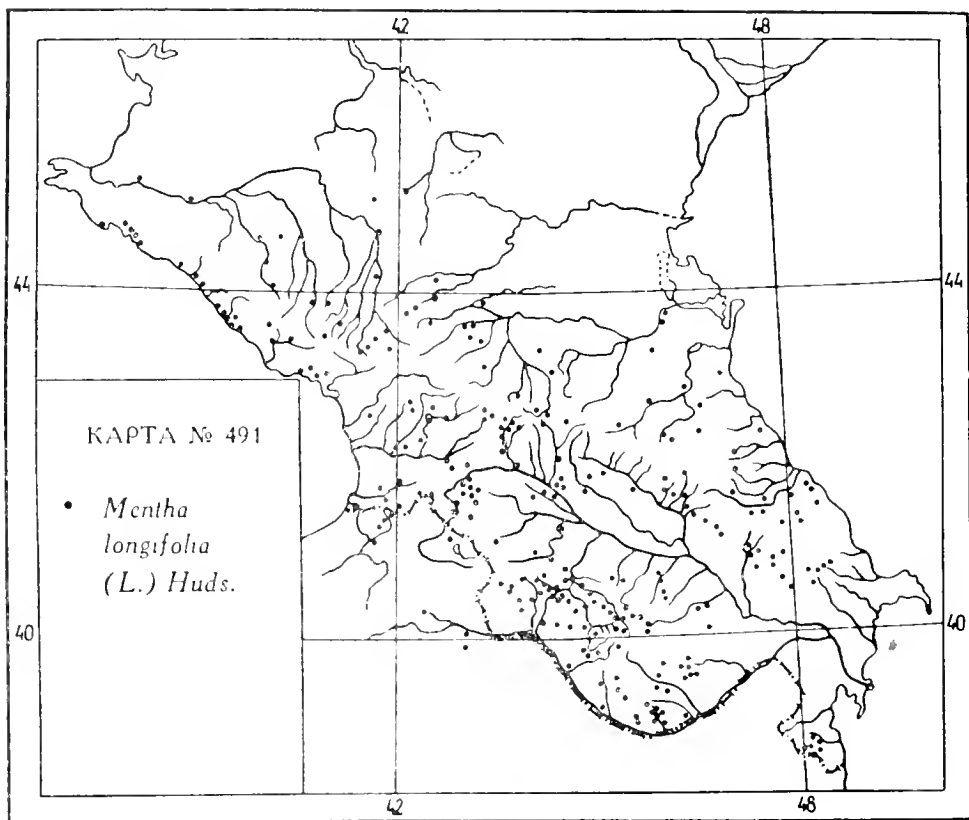 42 48
44 44
КАРТА № 491
• Mentha
longifolia
(L.) Huds.
40 40
42 48